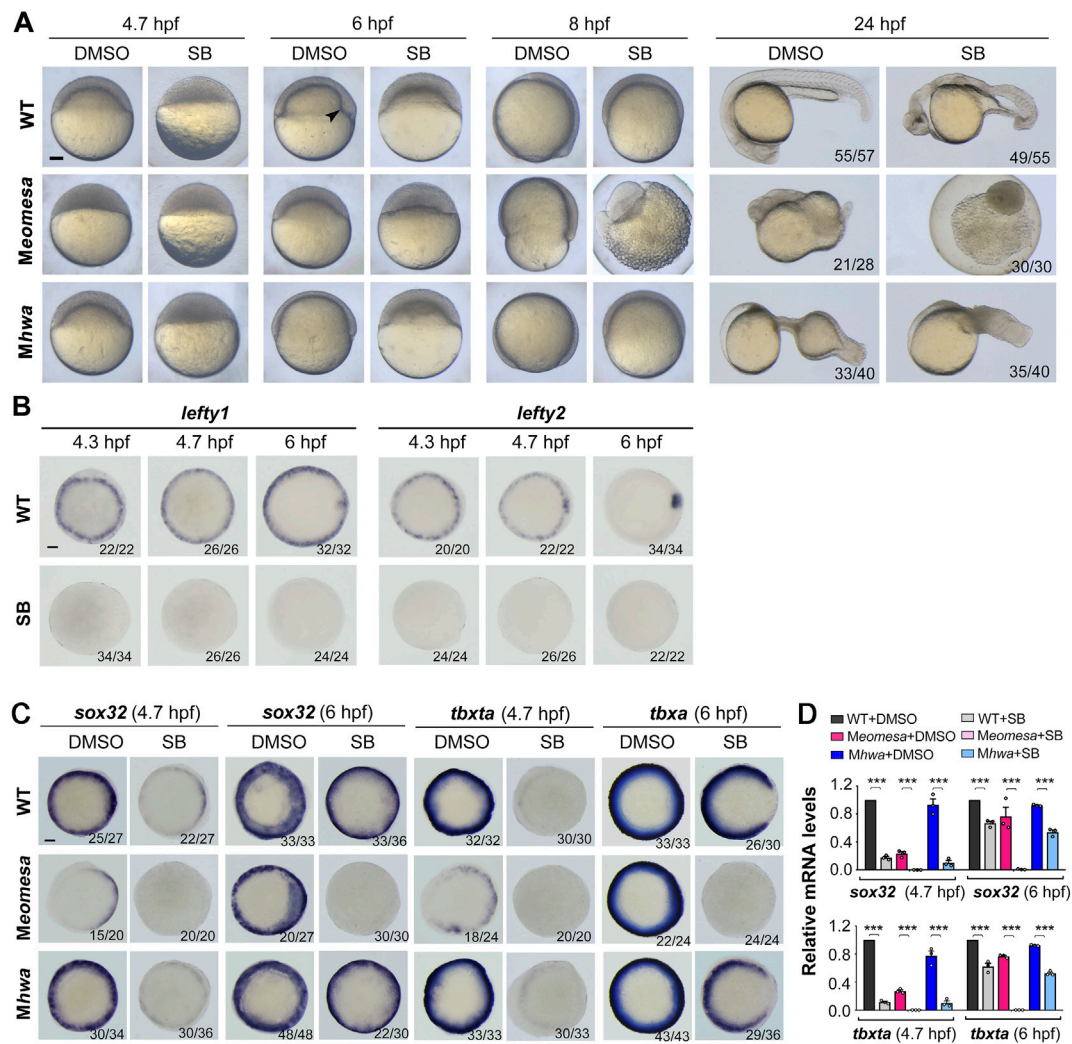 A
4.7 hpf 6 hpf 8 hpf 24 hpf
DMSO SB DMSO SB DMSO SB DMSO SB
WT
55/57 49/55
Meomesa
21/28 30/30
Mhwa
33/40 35/40
B
lefty1 lefty2
4.3 hpf 4.7 hpf 6 hpf 4.3 hpf 4.7 hpf 6 hpf
WT
22/22 26/26 32/32 20/20 22/22 34/34
SB
34/34 26/26 24/24 24/24 26/26 22/22
C
sox32 (4.7 hpf) sox32 (6 hpf) tbxta (4.7 hpf) tbxa (6 hpf)
DMSO SB DMSO SB DMSO SB DMSO SB
WT
25/27 22/27 33/33 33/36 32/32 30/30 33/33 26/30
Meomesa
15/20 20/20 20/27 30/30 18/24 20/20 22/24 24/24
Mhwa
30/34 30/36 48/48 22/30 33/33 30/33 43/43 29/36
D
WT+DMSO WT+SB
Meomesa+DMSO Meomesa+SB
Mhwa+DMSO Mhwa+SB
Relative mRNA levels
*** *** *** *** *** ***
1.2
0.8
0.4
0.0
sox32 (4.7 hpf) sox32 (6 hpf)
*** *** *** *** *** ***
1.2
0.8
0.4
0.0
tbxta (4.7 hpf) tbxta (6 hpf)